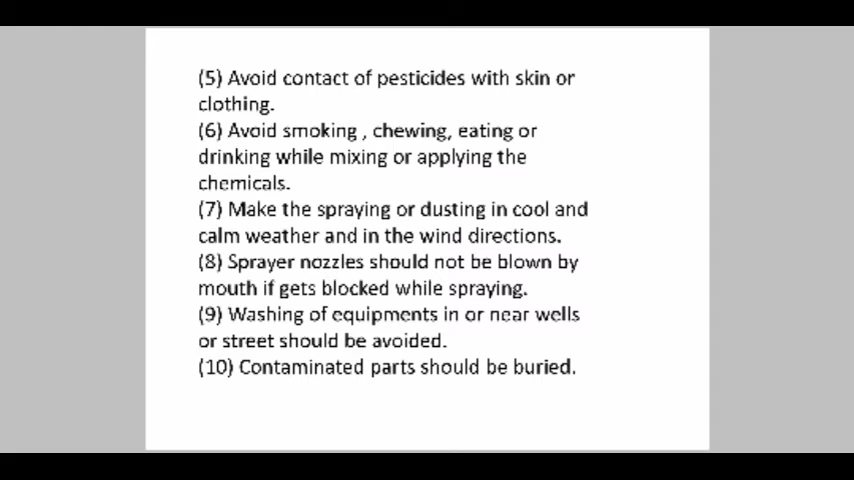 (5) Avoid contact of pesticides with skin or
clothing.
(6) Avoid smoking , chewing, eating or
drinking while mixing or applying the
chemicals.
(7) Make the spraying or dusting in cool and
calm weather and in the wind directions.
(8) Sprayer nozzles should not be blown by
mouth if gets blocked while spraying.
(9) Washing of equipments in or near wells
or street should be avoided.
(10) Contaminated parts should be buried.